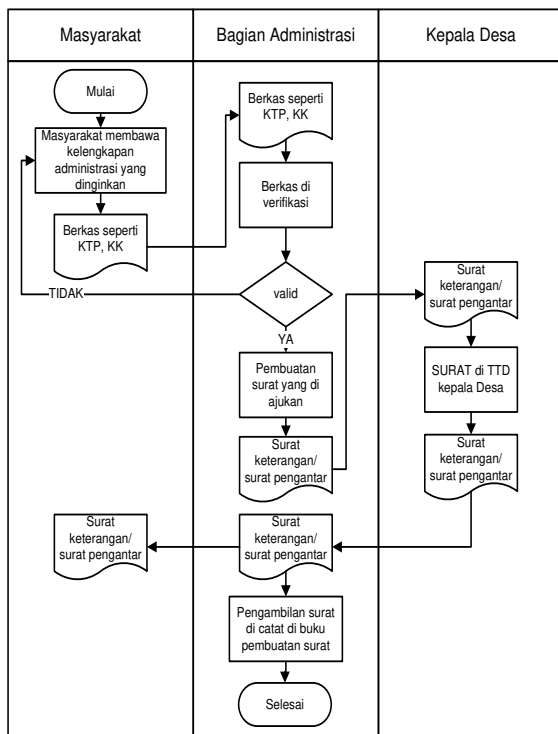 Masyarakat
Bagian Administrasi
Kepala Desa
Mulai
Masyarakat membawa
kelengkapan
administrasi yang
dinginkan
Berkas seperti
KTP, KK
Berkas seperti
KTP, KK
Berkas di
verifikasi
valid
TIDAK
YA
Pembuatan
surat yang di
ajukan
Surat
keterangan/
surat pengantar
Surat
keterangan/
surat pengantar
SURAT di TTD
kepala Desa
Surat
keterangan/
surat pengantar
Surat
keterangan/
surat pengantar
Surat
keterangan/
surat pengantar
Pengambilan surat
di catat di buku
pembuatan surat
Selesai